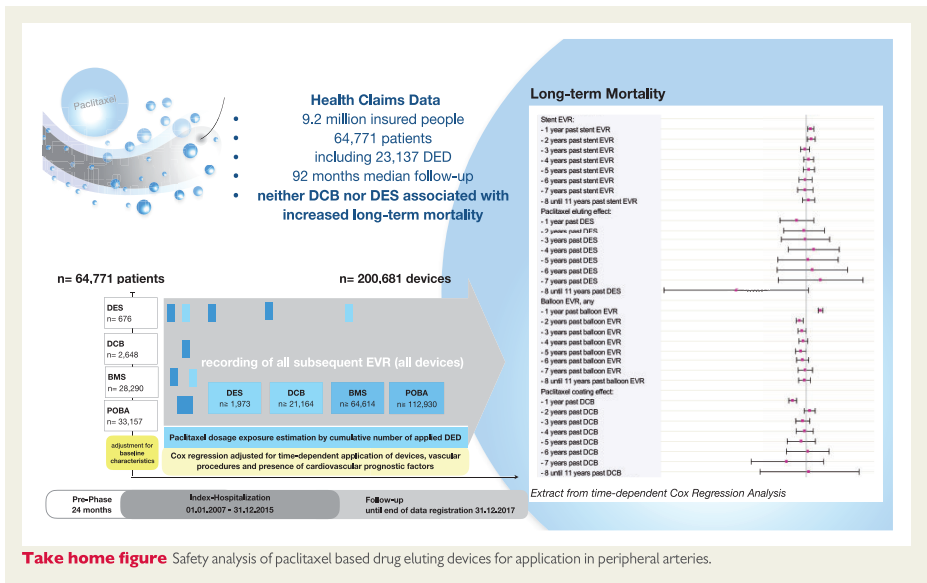 Paclitaxel
Health Claims Data
• 9.2 million insured people
• 64,771 patients
• including 23,137 DED
• 92 months median follow-up
• neither DCB nor DES associated with
increased long-term mortality
n= 64,771 patients
n= 200,681 devices
DES
n= 676
DCB
n= 2,648
BMS
n= 28,290
POBA
n= 33,157
adjustment for
baseline
characteristics
recording of all subsequent EVR (all devices)
DES
n≥ 1,973
DCB
n≥ 21,164
BMS
n≥ 64,614
POBA
n≥ 112,930
Paclitaxel dosage exposure estimation by cumulative number of applied DED
Cox regression adjusted for time-dependent application of devices, vascular
procedures and presence of cardiovascular prognostic factors
Pre-Phase
24 months
Index-Hospitalization
01.01.2007 - 31.12.2015
Follow-up
until end of data registration 31.12.2017
Long-term Mortality
Stent EVR:
- 1 year past stent EVR
- 2 years past stent EVR
- 3 years past stent EVR
- 4 years past stent EVR
- 5 years past stent EVR
- 6 years past stent EVR
- 7 years past stent EVR
- 8 until 11 years past stent EVR
Paclitaxel eluting effect:
- 1 year past DES
- 2 years past DES
- 3 years past DES
- 4 years past DES
- 5 years past DES
- 6 years past DES
- 7 years past DES
- 8 until 11 years past DES
Balloon EVR, any
- 1 year past balloon EVR
- 2 years past balloon EVR
- 3 years past balloon EVR
- 4 years past balloon EVR
- 5 years past balloon EVR
- 6 years past balloon EVR
- 7 years past balloon EVR
- 8 until 11 years past balloon EVR
Paclitaxel coating effect:
- 1 year past DCB
- 2 years past DCB
- 3 years past DCB
- 4 years past DCB
- 5 years past DCB
- 6 years past DCB
- 7 years past DCB
- 8 until 11 years past DCB
Extract from time-dependent Cox Regression Analysis
Take home figure Safety analysis of paclitaxel based drug eluting devices for application in peripheral arteries.